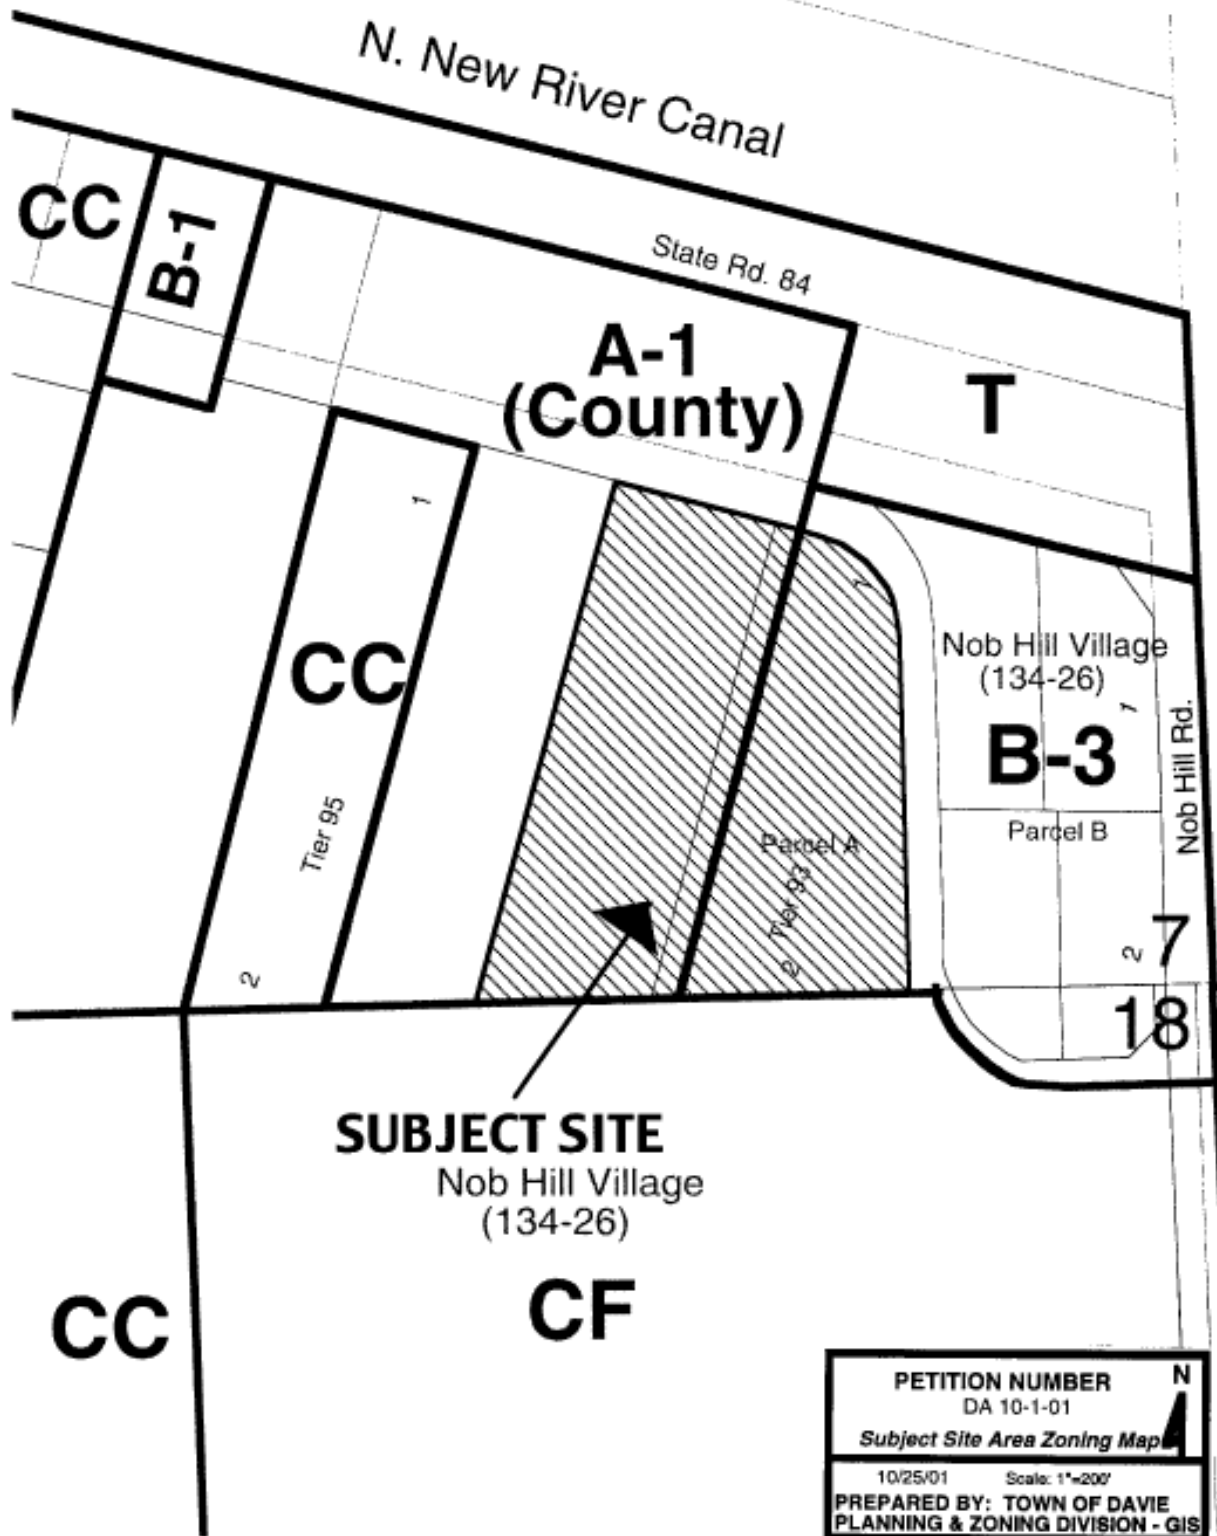 N. New River Canal
CC
B-1
State Rd. 84
A-1
(County)
T
1
CC
1
Nob Hill Village
(134-26)
1
B-3
Nob Hill Rd.
Tier 95
Parcel A
Parcel B
Tier 93
2
2
2
7
18
SUBJECT SITE
Nob Hill Village
(134-26)
CF
CC
PETITION NUMBER
DA 10-1-01
N
Subject Site Area Zoning Map
10/25/01 Scale: 1"=200'
PREPARED BY: TOWN OF DAVIE
PLANNING & ZONING DIVISION - GIS